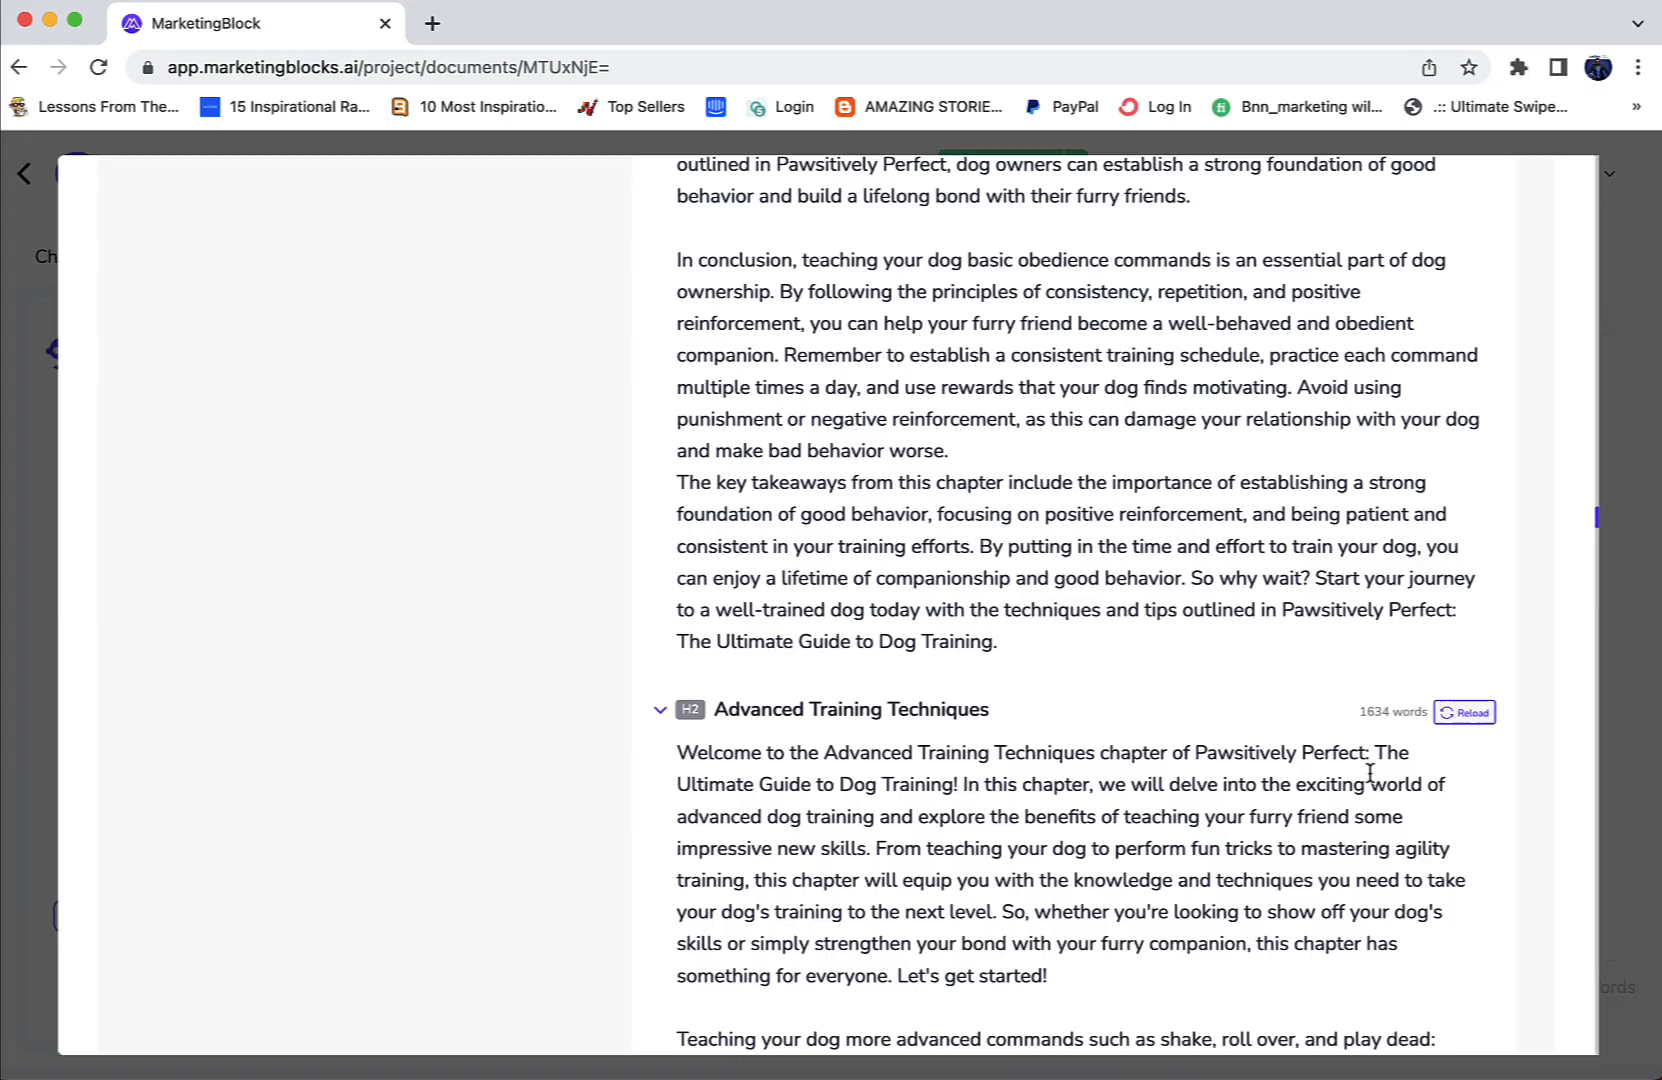 MarketingBlock
app.marketingblocks.ai/project/documents/MTUxNjE=
Lessons From The...
15 Inspirational Ra...
10 Most Inspiratio...
Top Sellers
Login
AMAZING STORIE...
PayPal
Log In
Bnn_marketing wil...
.:: Ultimate Swipe...
»
Ch
outlined in Pawsitively Perfect, dog owners can establish a strong foundation of good
behavior and build a lifelong bond with their furry friends.
In conclusion, teaching your dog basic obedience commands is an essential part of dog
ownership. By following the principles of consistency, repetition, and positive
reinforcement, you can help your furry friend become a well-behaved and obedient
companion. Remember to establish a consistent training schedule, practice each command
multiple times a day, and use rewards that your dog finds motivating. Avoid using
punishment or negative reinforcement, as this can damage your relationship with your dog
and make bad behavior worse.
The key takeaways from this chapter include the importance of establishing a strong
foundation of good behavior, focusing on positive reinforcement, and being patient and
consistent in your training efforts. By putting in the time and effort to train your dog, you
can enjoy a lifetime of companionship and good behavior. So why wait? Start your journey
to a well-trained dog today with the techniques and tips outlined in Pawsitively Perfect:
The Ultimate Guide to Dog Training.
H2 Advanced Training Techniques
1634 words Reload
Welcome to the Advanced Training Techniques chapter of Pawsitively Perfect: The
Ultimate Guide to Dog Training! In this chapter, we will delve into the exciting world of
advanced dog training and explore the benefits of teaching your furry friend some
impressive new skills. From teaching your dog to perform fun tricks to mastering agility
training, this chapter will equip you with the knowledge and techniques you need to take
your dog's training to the next level. So, whether you're looking to show off your dog's
skills or simply strengthen your bond with your furry companion, this chapter has
something for everyone. Let's get started!
ords
Teaching your dog more advanced commands such as shake, roll over, and play dead: